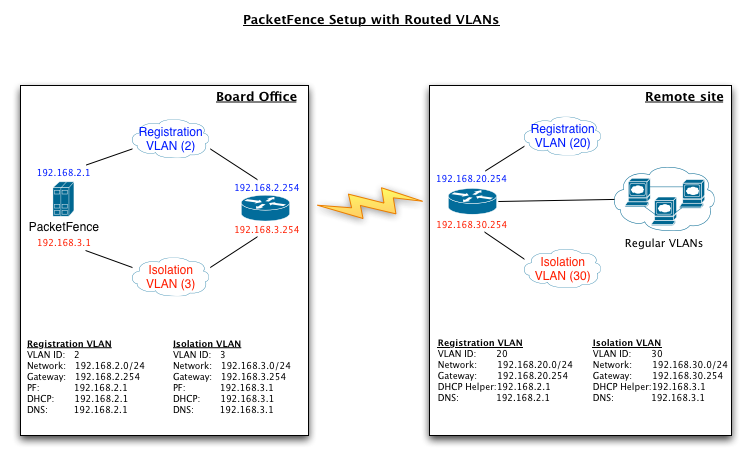 PacketFence Setup with Routed VLANs
Board Office
Registration
VLAN (2)
192.168.2.1
192.168.2.254
PacketFence
192.168.3.1
192.168.3.254
Isolation
VLAN (3)
Registration VLAN
VLAN ID: 2
Network: 192.168.2.0/24
Gateway: 192.168.2.254
PF: 192.168.2.1
DHCP: 192.168.2.1
DNS: 192.168.2.1
Isolation VLAN
VLAN ID: 3
Network: 192.168.3.0/24
Gateway: 192.168.3.254
PF: 192.168.3.1
DHCP: 192.168.3.1
DNS: 192.168.3.1
Remote site
Registration
VLAN (20)
192.168.20.254
192.168.30.254
Regular VLANs
Isolation
VLAN (30)
Registration VLAN
VLAN ID: 20
Network: 192.168.20.0/24
Gateway: 192.168.20.254
DHCP Helper: 192.168.2.1
DNS: 192.168.2.1
Isolation VLAN
VLAN ID: 30
Network: 192.168.30.0/24
Gateway: 192.168.30.254
DHCP Helper: 192.168.3.1
DNS: 192.168.3.1